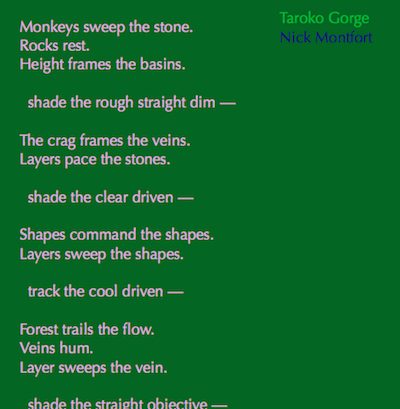 Taroko Gorge
Nick Montfort
Monkeys sweep the stone.
Rocks rest.
Height frames the basins.
shade the rough straight dim —
The crag frames the veins.
Layers pace the stones.
shade the clear driven —
Shapes command the shapes.
Layers sweep the shapes.
track the cool driven —
Forest trails the flow.
Veins hum.
Layer sweeps the vein.
shade the straight objective —